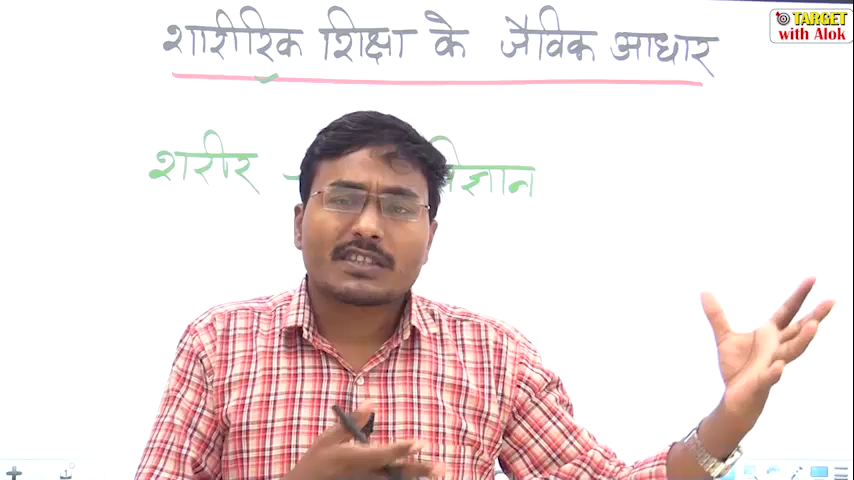 शारीरिक शिक्षा के जैविक आधार
TARGET
with Alok
शरीर